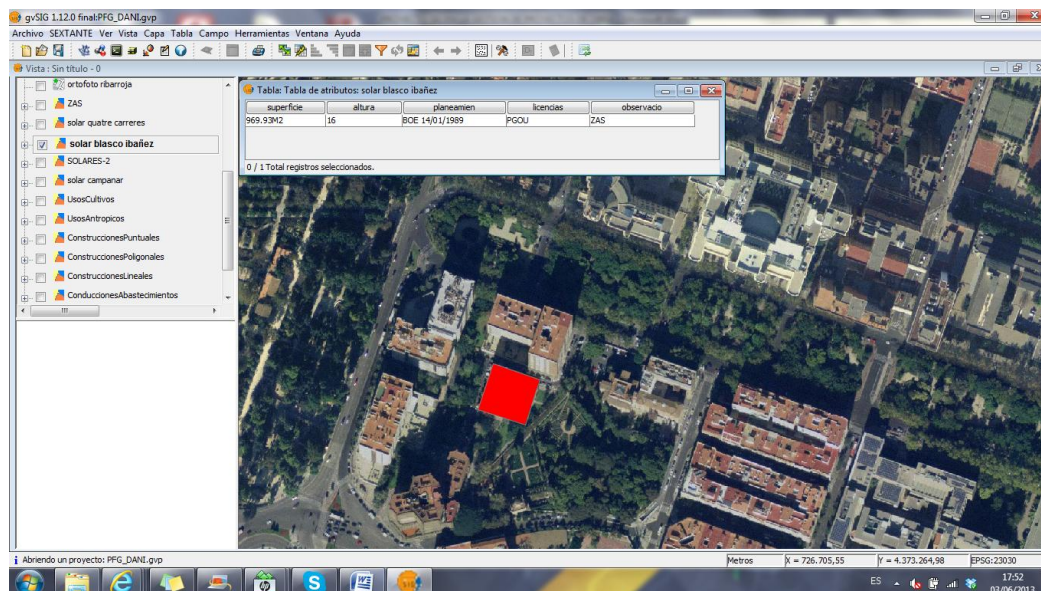 gvSIG 1.12.0 final:PFG_DANI.gvp
Archivo SEXTANTE Ver Vista Capa Tabla Campo Herramientas Ventana Ayuda
Vista : Sin título - 0
ortofoto ribarroja
ZAS
solar quatre carreres
solar blasco ibañez
SOLARES-2
solar campanar
UsosCultivos
UsosAntropicos
ConstruccionesPuntuales
ConstruccionesPoligonales
ConstruccionesLineales
ConduccionesAbastecimientos
Tabla: Tabla de atributos: solar blasco ibañez
superficie altura planeamien licencias observacio
969.93M2 16 BOE 14/01/1989 PGOU ZAS
0 / 1 Total registros seleccionados.
Abriendo un proyecto: PFG_DANI.gvp
Metros X = 726.705,55 Y = 4.373.264,98 EPSG:23030
ES 17:52
03/06/2013